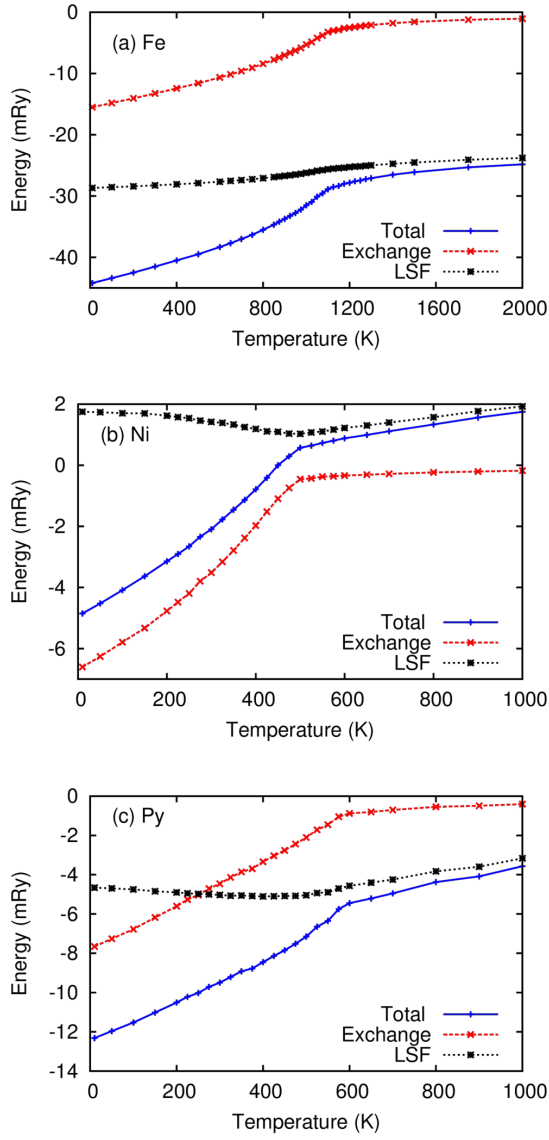 0
-10
-20
-30
-40
Energy (mRy)
(a) Fe
Total
Exchange
LSF
0 400 800 1200 1600 2000
Temperature (K)
2
0
-2
-4
-6
Energy (mRy)
(b) Ni
Total
Exchange
LSF
0 200 400 600 800 1000
Temperature (K)
0
-2
-4
-6
-8
-10
-12
-14
Energy (mRy)
(c) Py
Total
Exchange
LSF
0 200 400 600 800 1000
Temperature (K)